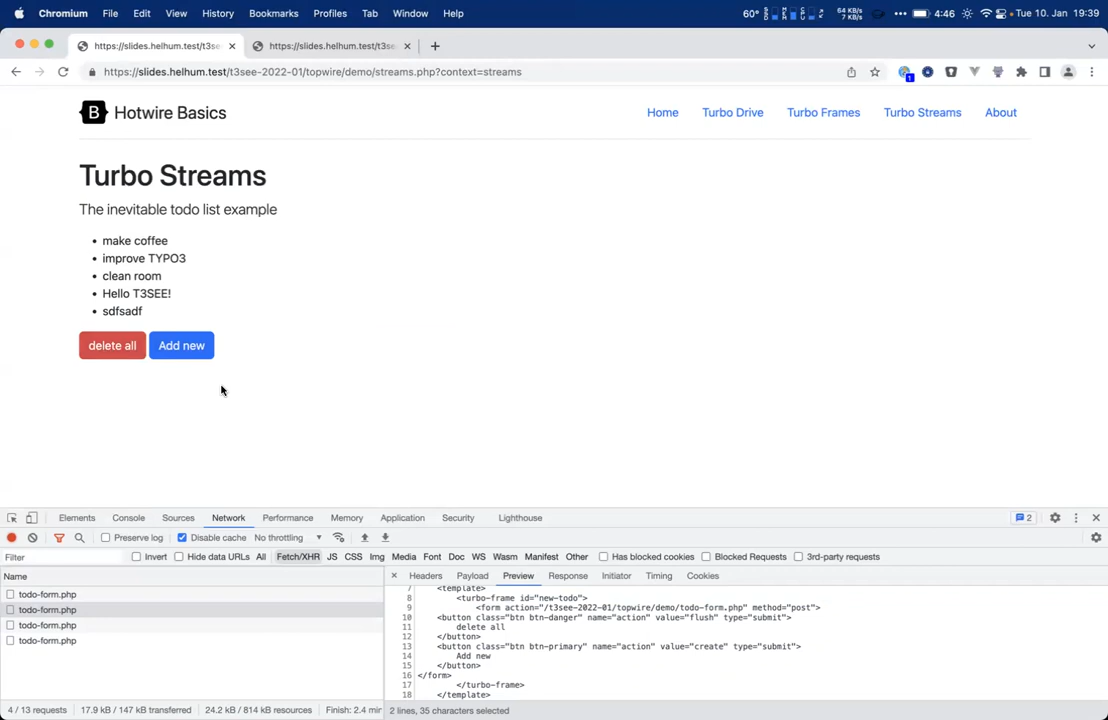 Chromium File Edit View History Bookmarks Profiles Tab Window Help 60° 64 KB/s 7 KB/s 4:46 Tue 10. Jan 19:39
https://slides.helhum.test/t3se https://slides.helhum.test/t3se
https://slides.helhum.test/t3see-2022-01/topwire/demo/streams.php?context=streams
B Hotwire Basics Home Turbo Drive Turbo Frames Turbo Streams About
Turbo Streams
The inevitable todo list example
• make coffee
• improve TYPO3
• clean room
• Hello T3SEE!
• sdfsadf
delete all Add new
Elements Console Sources Network Performance Memory Application Security Lighthouse 2
Preserve log Disable cache No throttling
Filter Invert Hide data URLs All Fetch/XHR JS CSS Img Media Font Doc WS Wasm Manifest Other Has blocked cookies Blocked Requests 3rd-party requests
Name Headers Payload Preview Response Initiator Timing Cookies
todo-form.php
todo-form.php
todo-form.php
todo-form.php
7 <template>
8 <turbo-frame id="new-todo">
9 <form action="/t3see-2022-01/topwire/demo/todo-form.php" method="post">
10 <button class="btn btn-danger" name="action" value="flush" type="submit">
11 delete all
12 </button>
13 <button class="btn btn-primary" name="action" value="create" type="submit">
14 Add new
15 </button>
16 </form>
17 </turbo-frame>
18 </template>
4 / 13 requests 17.9 kB / 147 kB transferred 24.2 kB / 814 kB resources Finish: 2.4 min 2 lines, 35 characters selected